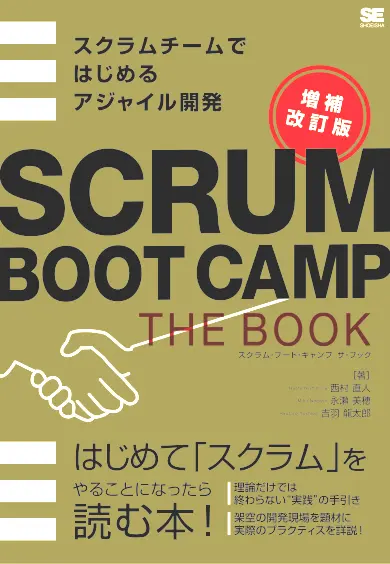 SE
SHOEISHA
スクラムチームで
はじめる
アジャイル開発
増補
改訂版
SCRUM
BOOT CAMP
THE BOOK
スクラム・ブート・キャンプ ザ・ブック
[著]
西村 直人
永瀬 美穂
吉羽 龍太郎
はじめて「スクラム」を
やることになったら
読む本!
理論だけでは
終わらない“実践”の手引き
架空の開発現場を題材に
実際のプラクティスを詳説!